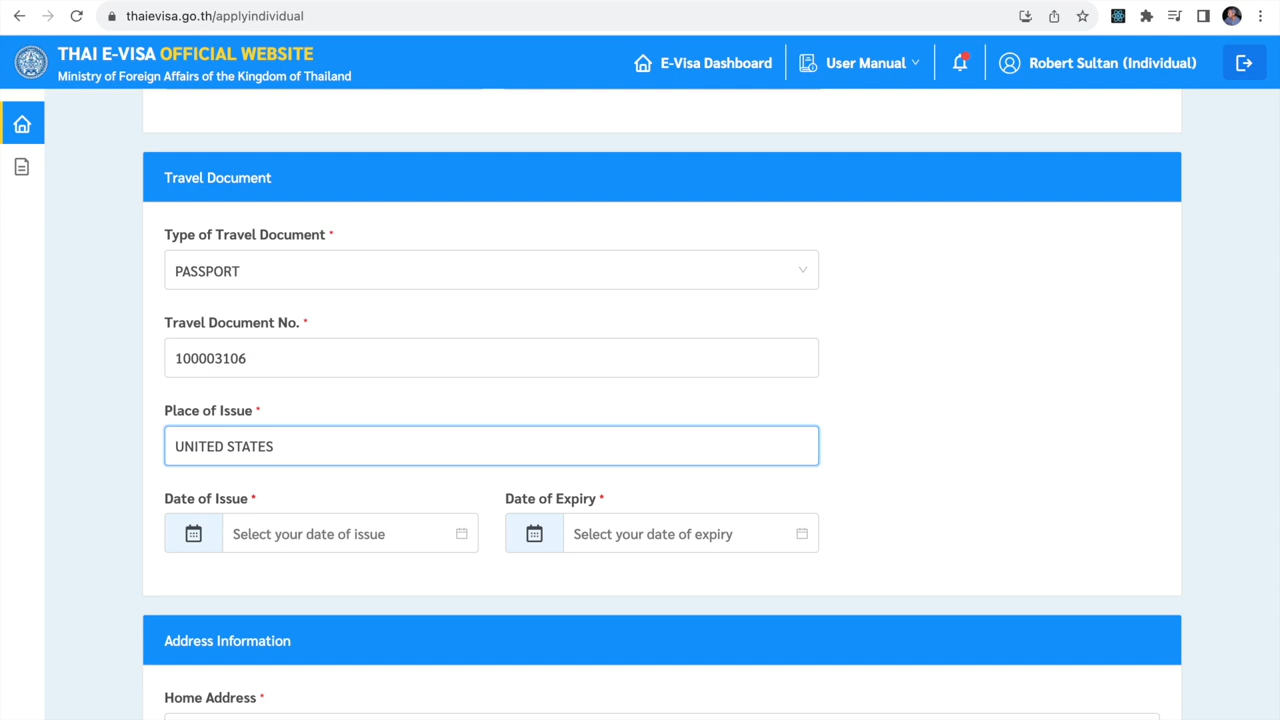 thaievisa.go.th/applyindividual
THAI E-VISA OFFICIAL WEBSITE
Ministry of Foreign Affairs of the Kingdom of Thailand
E-Visa Dashboard
User Manual
Robert Sultan (Individual)
Travel Document
Type of Travel Document *
PASSPORT
Travel Document No. *
100003106
Place of Issue *
UNITED STATES
Date of Issue * Date of Expiry *
Select your date of issue Select your date of expiry
Address Information
Home Address *